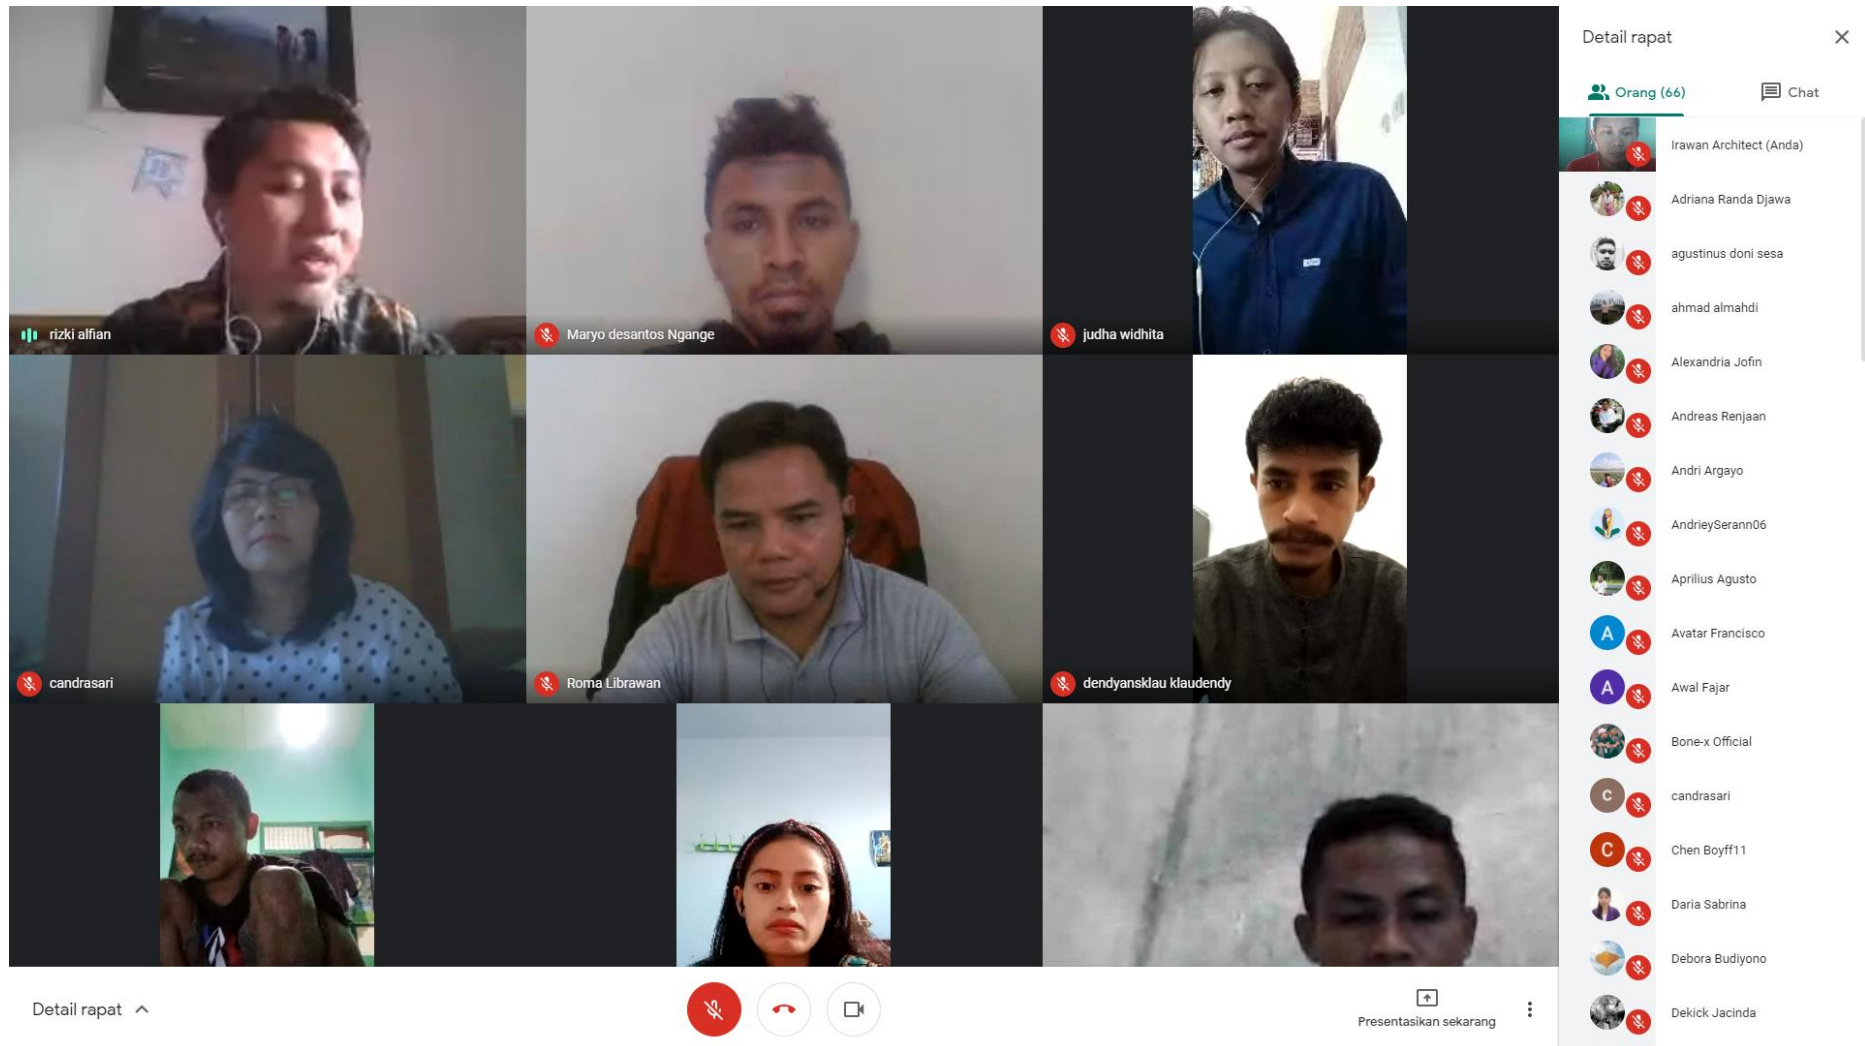 rizki alfian
Maryo desantos Ngange
judha widhita
candrasari
Roma Librawan
dendyansklau klaudendy
Detail rapat
Presentasikan sekarang
Detail rapat
Orang (66)
Chat
Irawan Architect (Anda)
Adriana Randa Djawa
agustinus doni sesa
ahmad almahdi
Alexandria Jofin
Andreas Renjaan
Andri Argayo
AndrieySerann06
Aprilius Agusto
A
Avatar Francisco
A
Awal Fajar
Bone-x Official
C
candrasari
C
Chen Boyff11
Daria Sabrina
Debora Budiyono
Dekick Jacinda